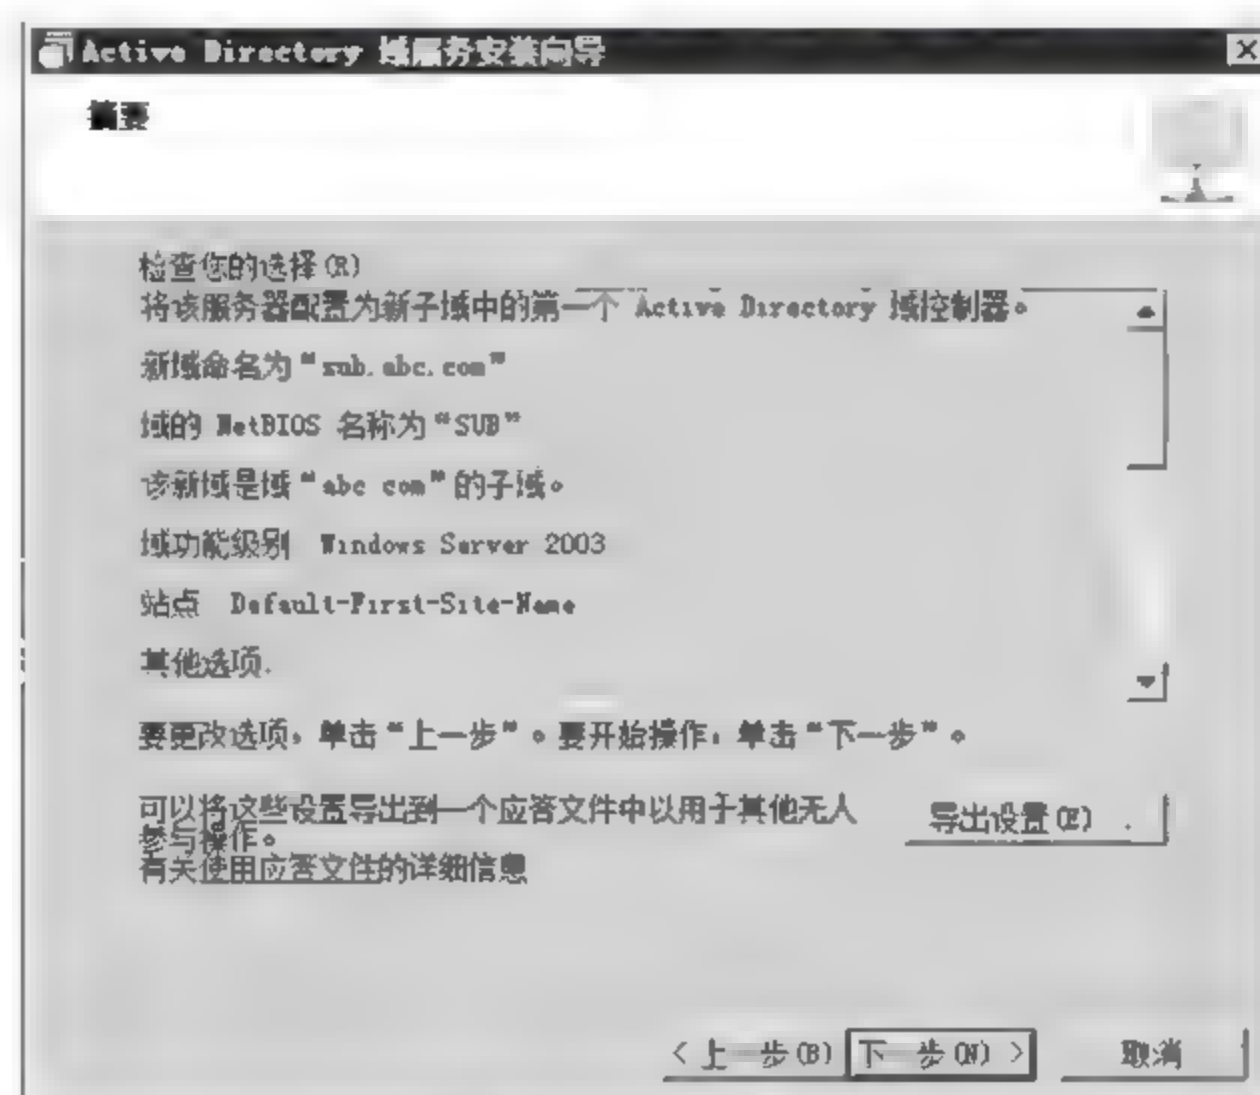 Active Directory 域服务安装向导
摘要
检查您的选择(R)
将该服务器配置为新子域中的第一个 Active Directory 域控制器。
新域命名为“sub.abc.com”
域的 NetBIOS 名称为“SUB”
该新域是域“abc com”的子域。
域功能级别 Windows Server 2003
站点 Default-First-Site-Name
其他选项.
要更改选项，单击“上一步”。要开始操作，单击“下一步”。
可以将这些设置导出到一个应答文件中以用于其他无人
参与操作。
导出设置(E)
有关使用应答文件的详细信息
< 上一步(B)
下一步(N) >
取消